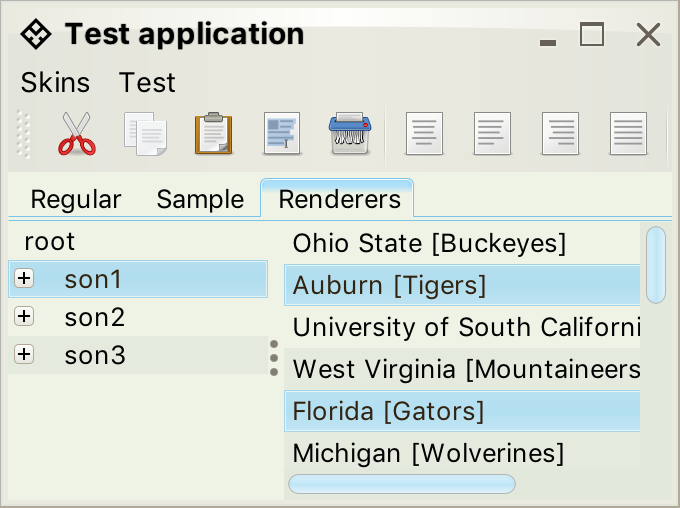 Test application
Skins Test
Regular Sample Renderers
root
son1
son2
son3
Ohio State [Buckeyes]
Auburn [Tigers]
University of South Californi
West Virginia [Mountaineers
Florida [Gators]
Michigan [Wolverines]